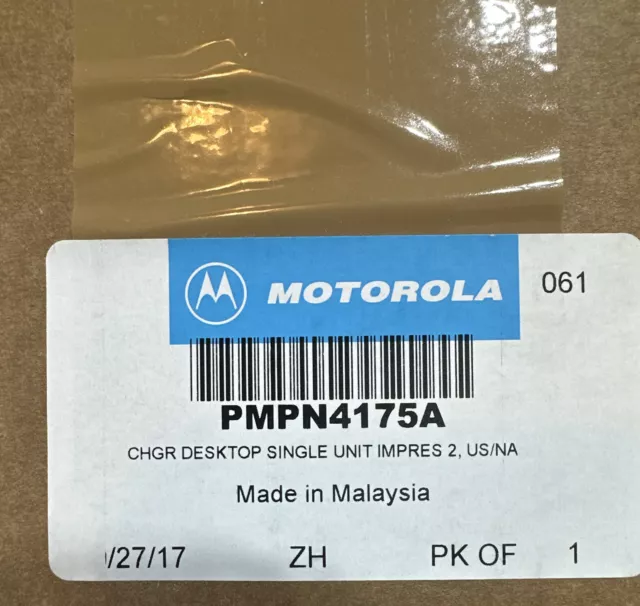 MOTOROLA 061
PMPN4175A
CHGR DESKTOP SINGLE UNIT IMPRES 2, US/NA
Made in Malaysia
/27/17 ZH PK OF 1